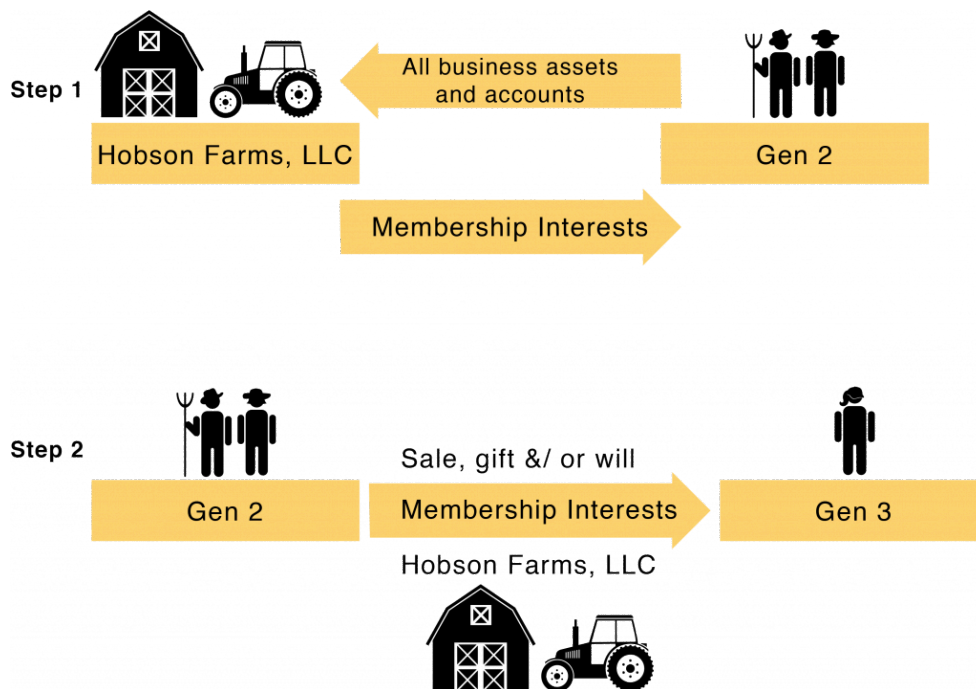 Step 1
All business assets
and accounts
Hobson Farms, LLC
Gen 2
Membership Interests
Step 2
Sale, gift &/ or will
Gen 2
Membership Interests
Gen 3
Hobson Farms, LLC